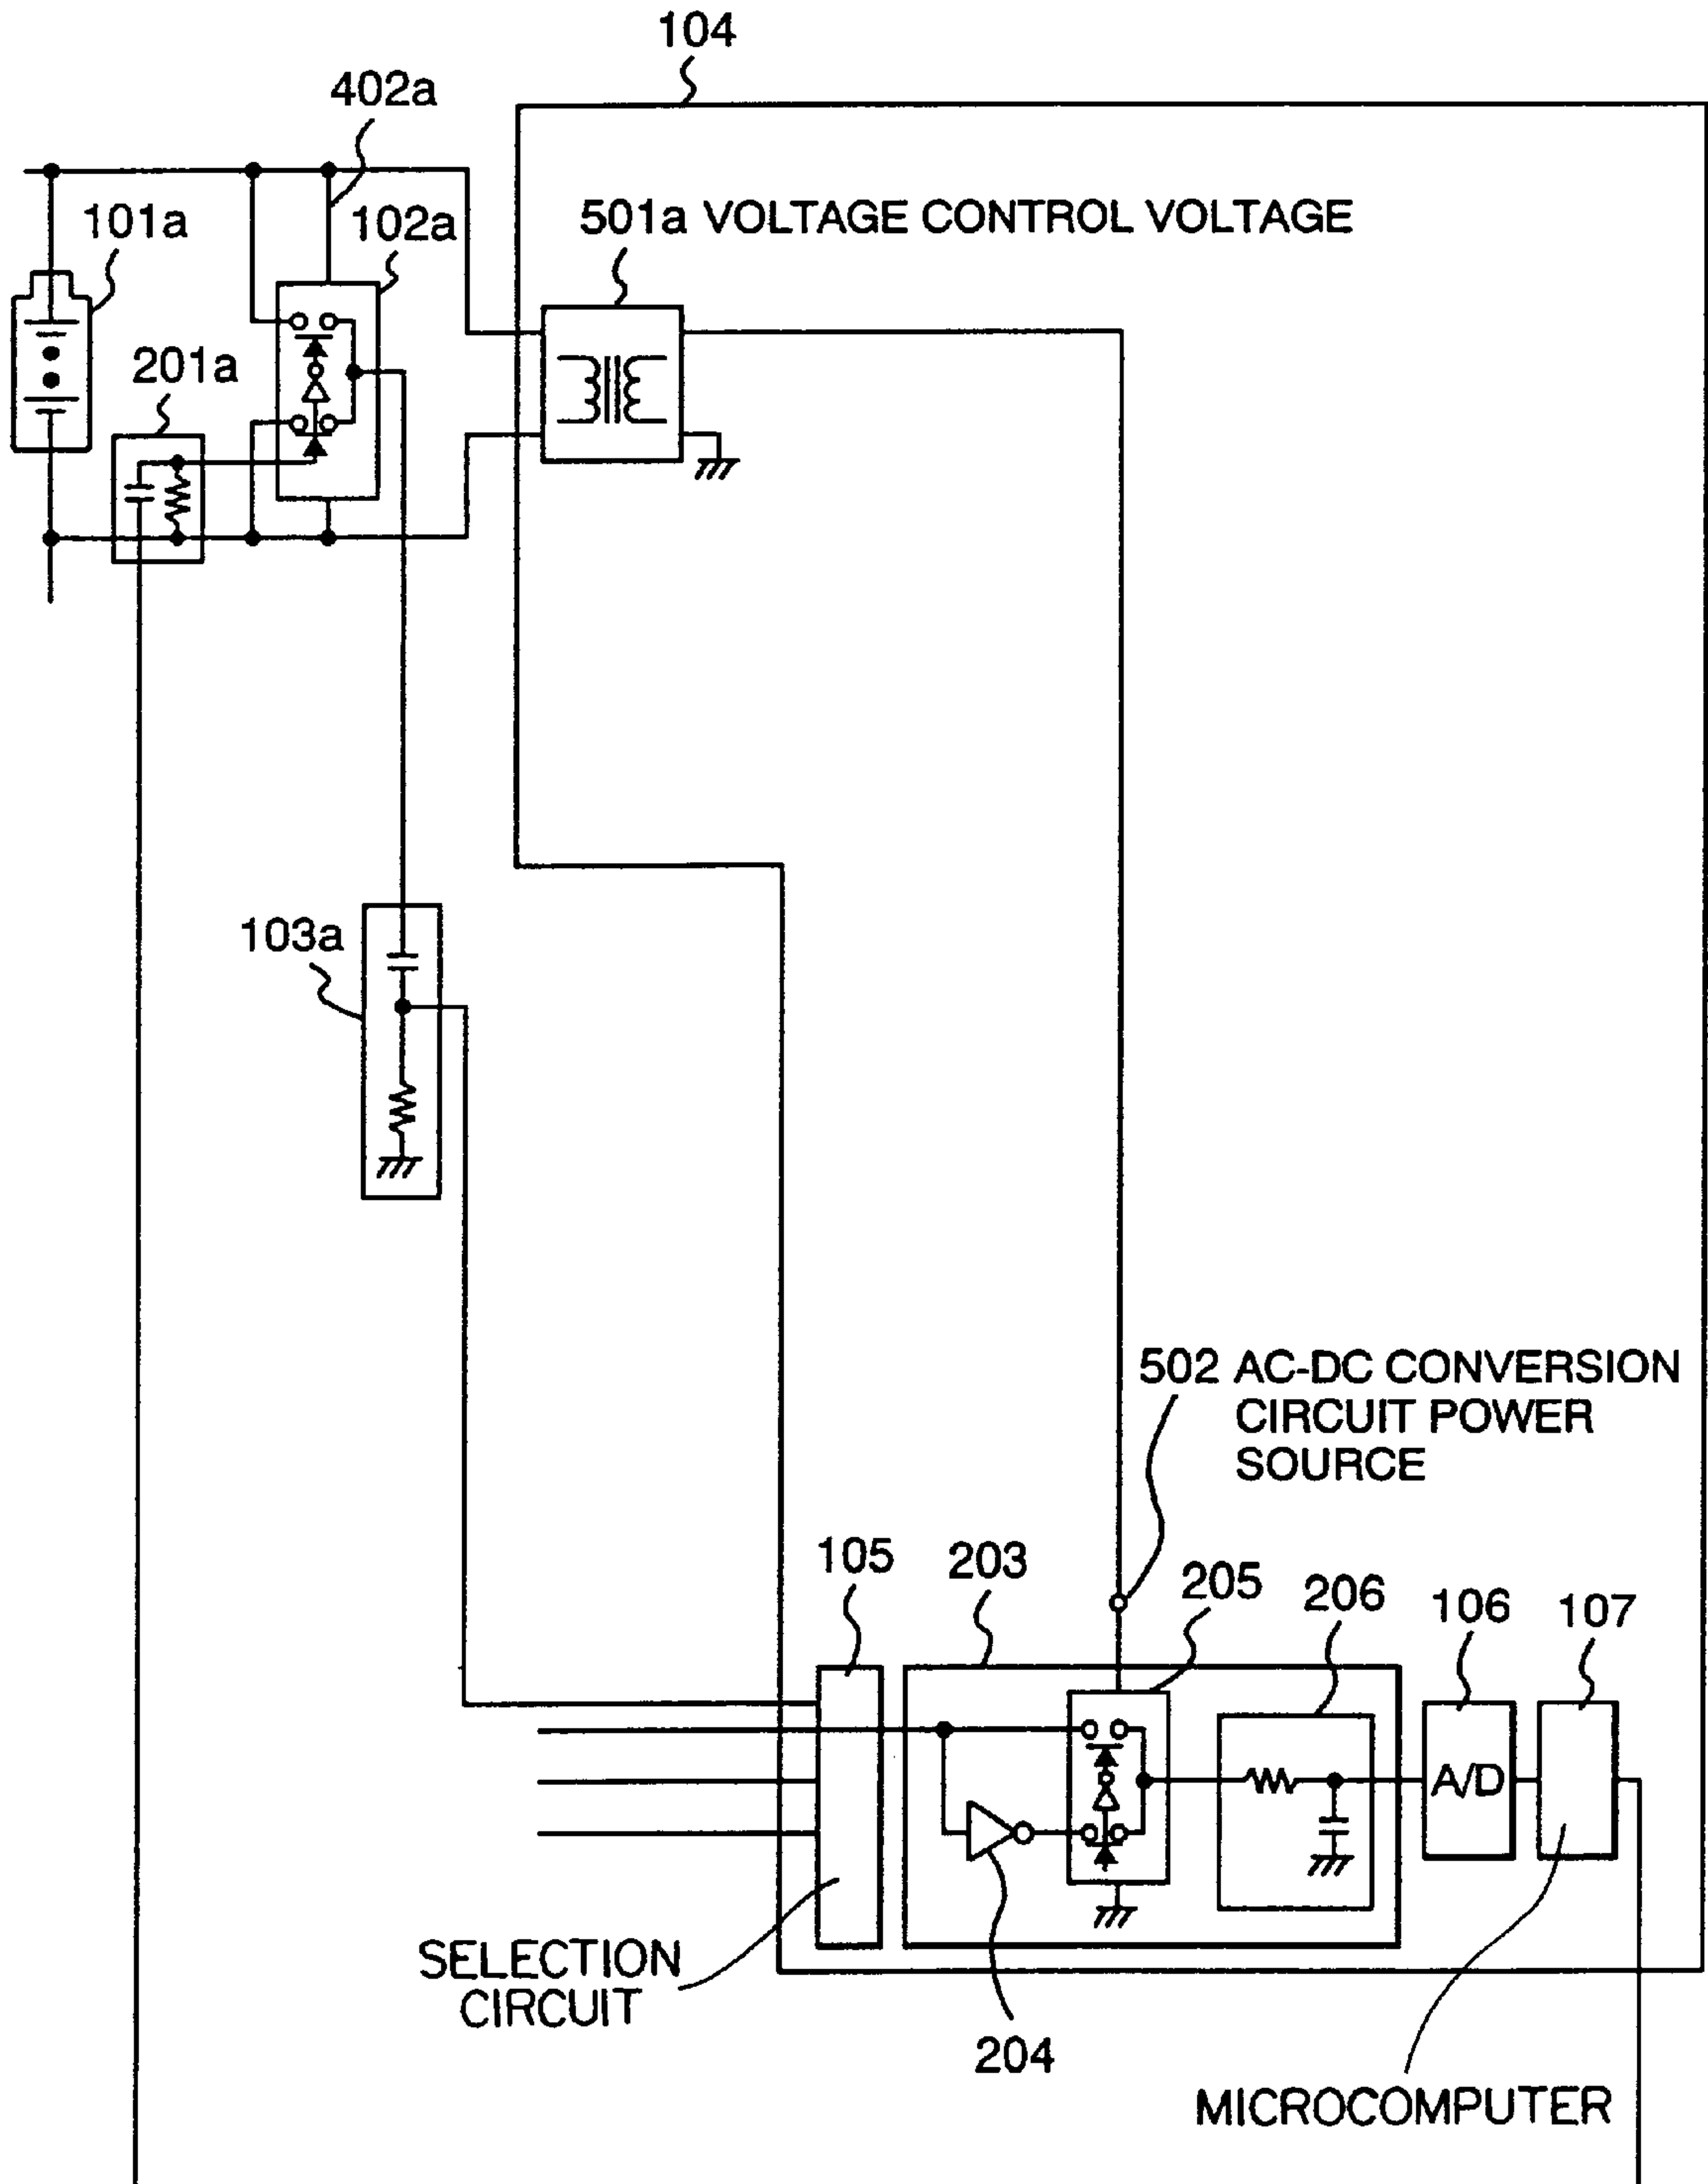 104
402a
101a
102a
501a VOLTAGE CONTROL VOLTAGE
201a
103a
502 AC-DC CONVERSION
CIRCUIT POWER
SOURCE
105
203
205
206
106
107
A/D
SELECTION
CIRCUIT
204
MICROCOMPUTER